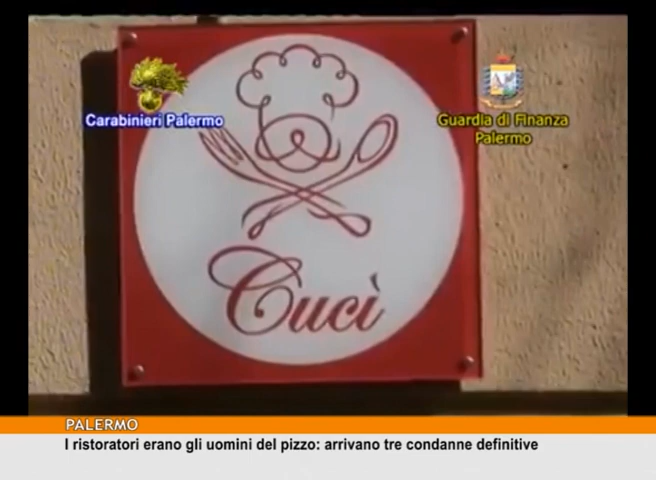 Carabinieri Palermo
Guardia di Finanza
Palermo
Cucì
PALERMO
I ristoratori erano gli uomini del pizzo: arrivano tre condanne definitive